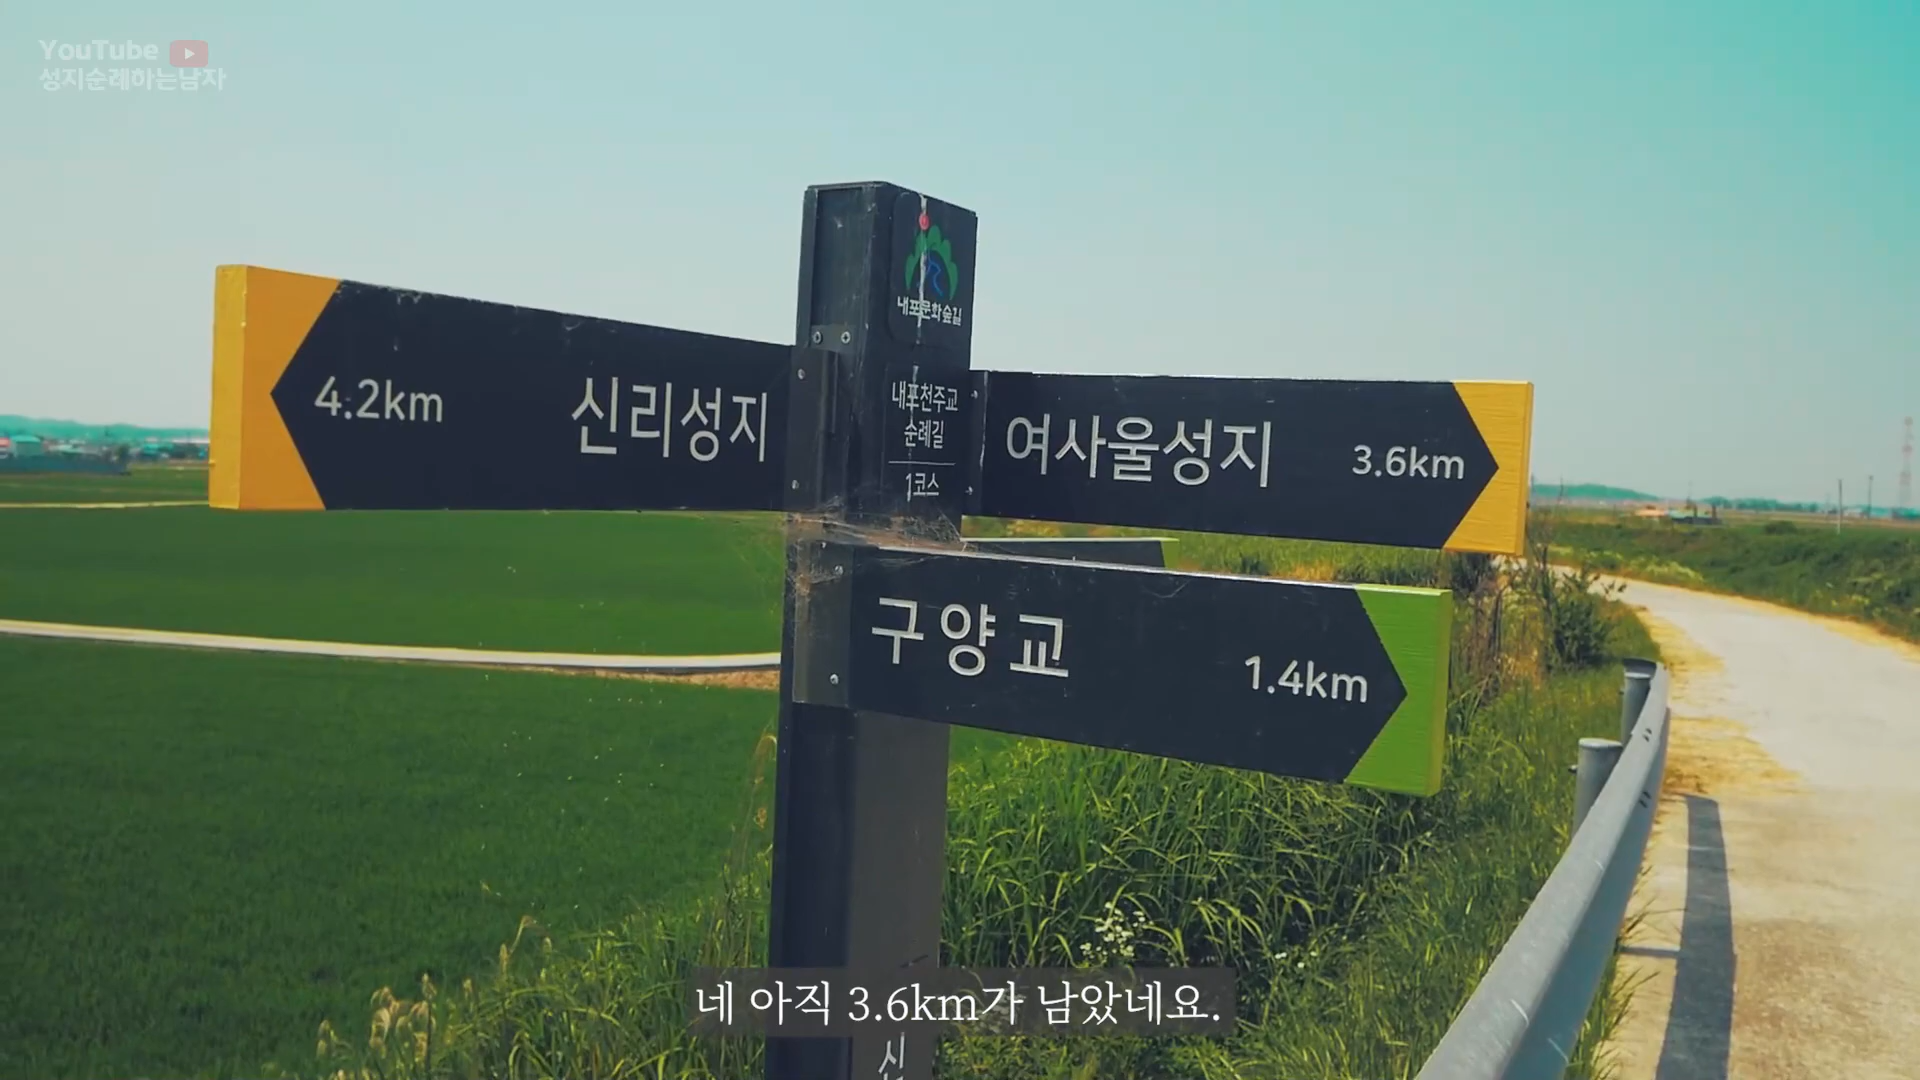 YouTube
성지순례하는남자
내포문화숲길
4.2km 신리성지
내포천주교
순례길
1코스
여사울성지 3.6km
구양교 1.4km
네 아직 3.6km가 남았네요.
신